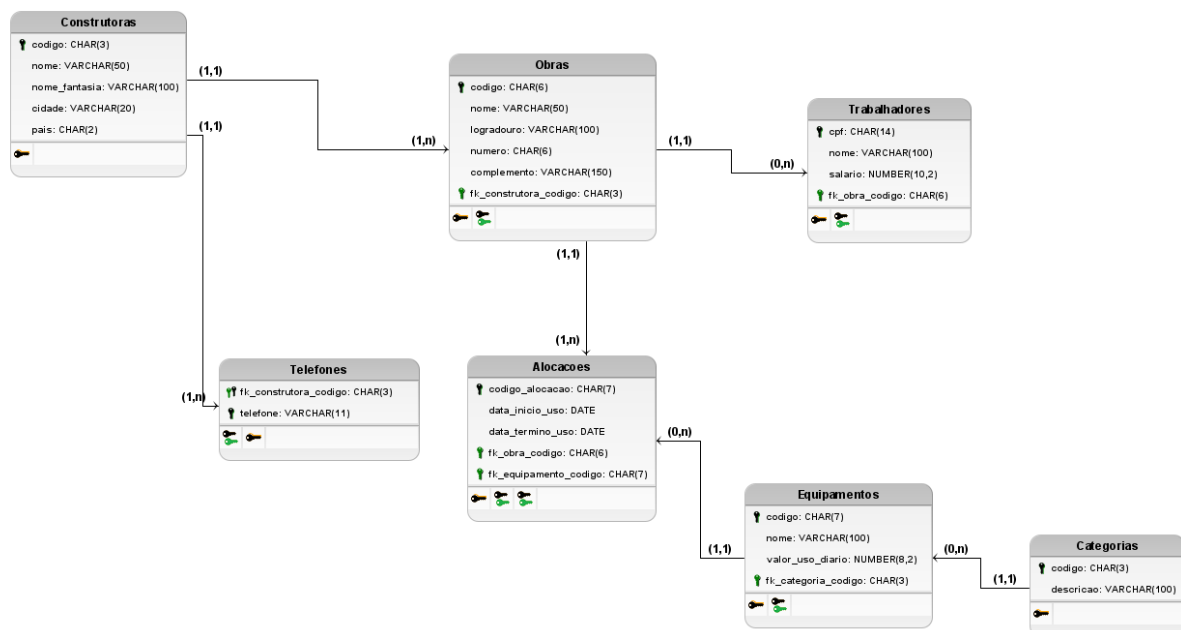 Construtoras
codigo: CHAR(3)
nome: VARCHAR(50)
nome_fantasia: VARCHAR(100)
cidade: VARCHAR(20)
pais: CHAR(2)
(1,1)
(1,1)
(1,n)
Obras
codigo: CHAR(6)
nome: VARCHAR(50)
logradouro: VARCHAR(100)
numero: CHAR(6)
complemento: VARCHAR(150)
fk_construtora_codigo: CHAR(3)
(1,1)
(0,n)
Trabalhadores
cpf: CHAR(14)
nome: VARCHAR(100)
salario: NUMBER(10,2)
fk_obra_codigo: CHAR(6)
(1,1)
(1,n)
(1,n)
Telefones
fk_construtora_codigo: CHAR(3)
telefone: VARCHAR(11)
Alocacoes
codigo_alocacao: CHAR(7)
data_inicio_uso: DATE
data_termino_uso: DATE
fk_obra_codigo: CHAR(6)
fk_equipamento_codigo: CHAR(7)
(0,n)
(1,1)
Equipamentos
codigo: CHAR(7)
nome: VARCHAR(100)
valor_uso_diario: NUMBER(8,2)
fk_categoria_codigo: CHAR(3)
(0,n)
(1,1)
Categorias
codigo: CHAR(3)
descricao: VARCHAR(100)